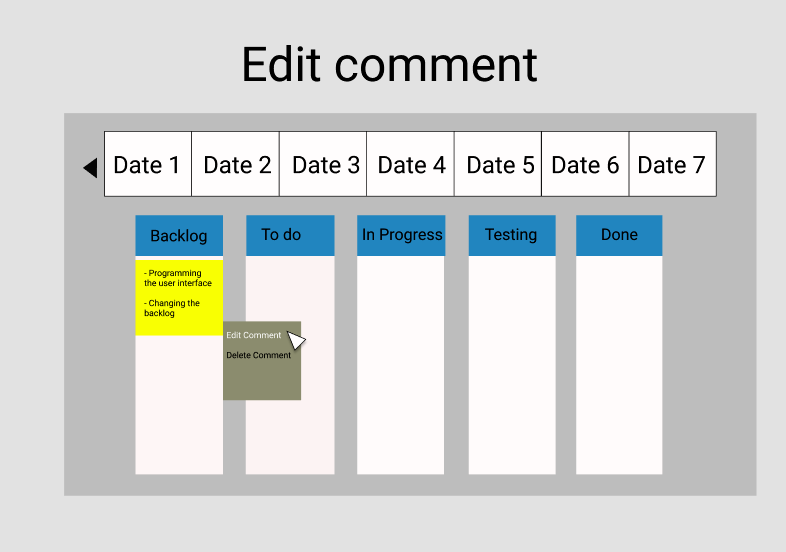 Edit comment
Date 1 Date 2 Date 3 Date 4 Date 5 Date 6 Date 7
Backlog To do In Progress Testing Done
- Programming
the user interface
- Changing the
backlog
Edit Comment
Delete Comment